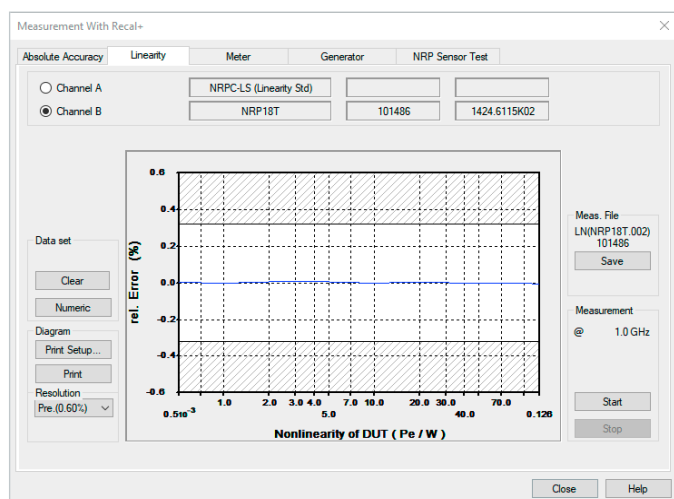 Measurement With Recal+
Absolute Accuracy Linearity Meter Generator NRP Sensor Test
Channel A NRPC-LS (Linearity Std)
Channel B NRP18T 101486 1424.6115K02
Data set
Clear
Numeric
Diagram
Print Setup...
Print
Resolution
Pre.(0.60%)
rel. Error (%)
0.6
0.4
0.2
0.0
-0.2
-0.4
-0.6
1.0 2.0 3.0 4.0 7.0 10.0 20.0 30.0 70.0
0.510⁻³ 5.0 40.0 0.126
Nonlinearity of DUT ( Pe / W )
Meas. File
LN(NRP18T.002)
101486
Save
Measurement
@ 1.0 GHz
Start
Stop
Close Help